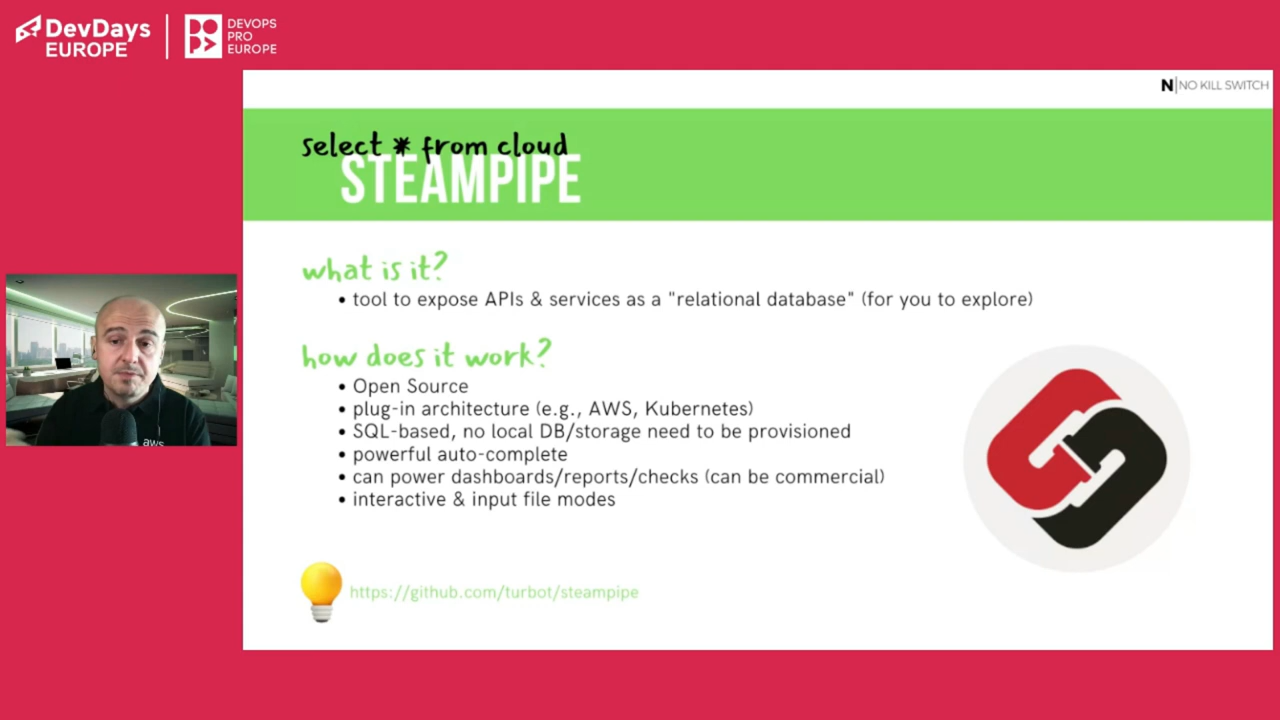 DevDays
EUROPE
DEVOPS
PRO
EUROPE
N|NO KILL SWITCH
select * from cloud
STEAMPIPE
what is it?
• tool to expose APIs & services as a "relational database" (for you to explore)
how does it work?
• Open Source
• plug-in architecture (e.g., AWS, Kubernetes)
• SQL-based, no local DB/storage need to be provisioned
• powerful auto-complete
• can power dashboards/reports/checks (can be commercial)
• interactive & input file modes
https://github.com/turbot/steampipe
aws